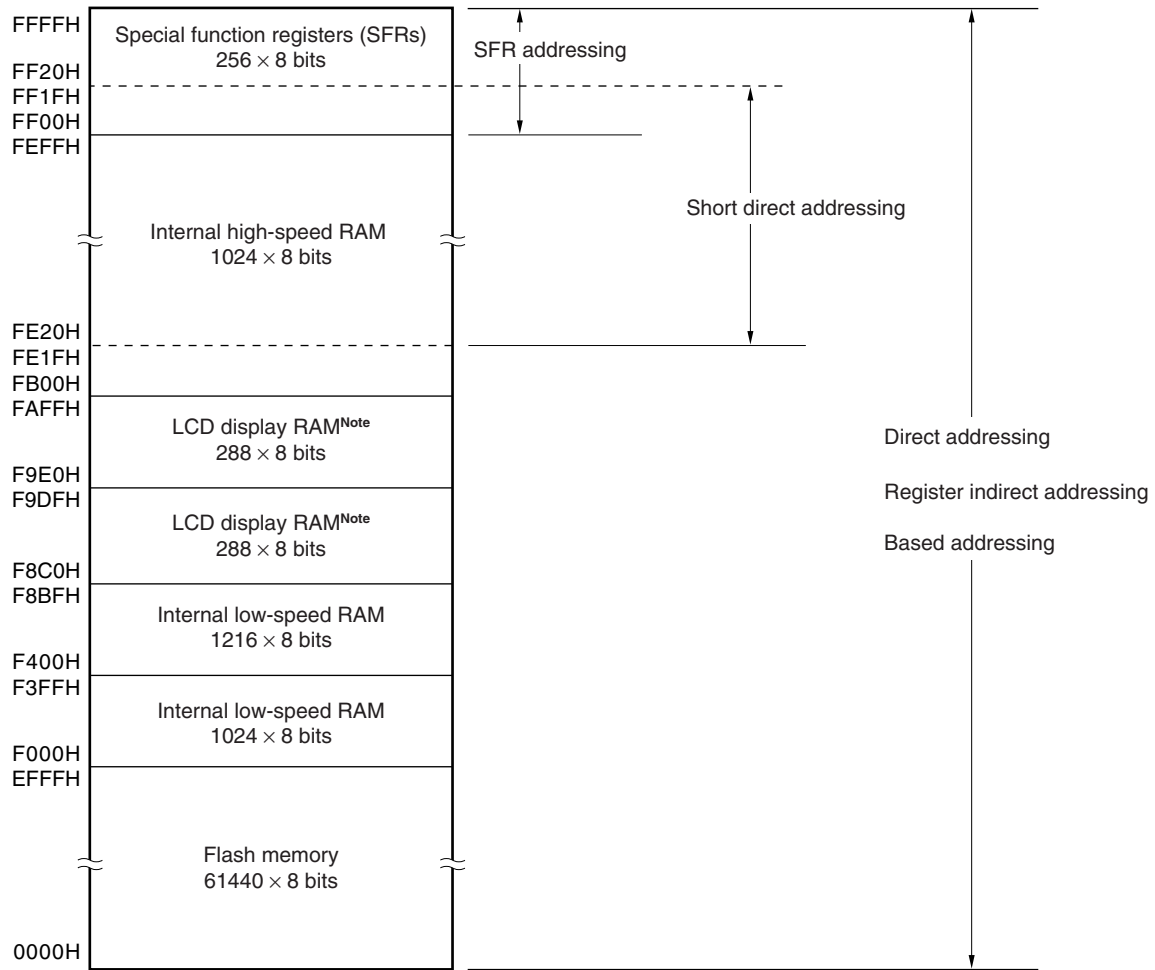 FFFFH
Special function registers (SFRs)
256 × 8 bits
SFR addressing
FF20H
FF1FH
FF00H
FEFFH
Short direct addressing
Internal high-speed RAM
1024 × 8 bits
FE20H
FE1FH
FB00H
FAFFH
LCD display RAMNote
288 × 8 bits
Direct addressing
Register indirect addressing
Based addressing
F9E0H
F9DFH
LCD display RAMNote
288 × 8 bits
F8C0H
F8BFH
Internal low-speed RAM
1216 × 8 bits
F400H
F3FFH
Internal low-speed RAM
1024 × 8 bits
F000H
EFFFH
Flash memory
61440 × 8 bits
0000H